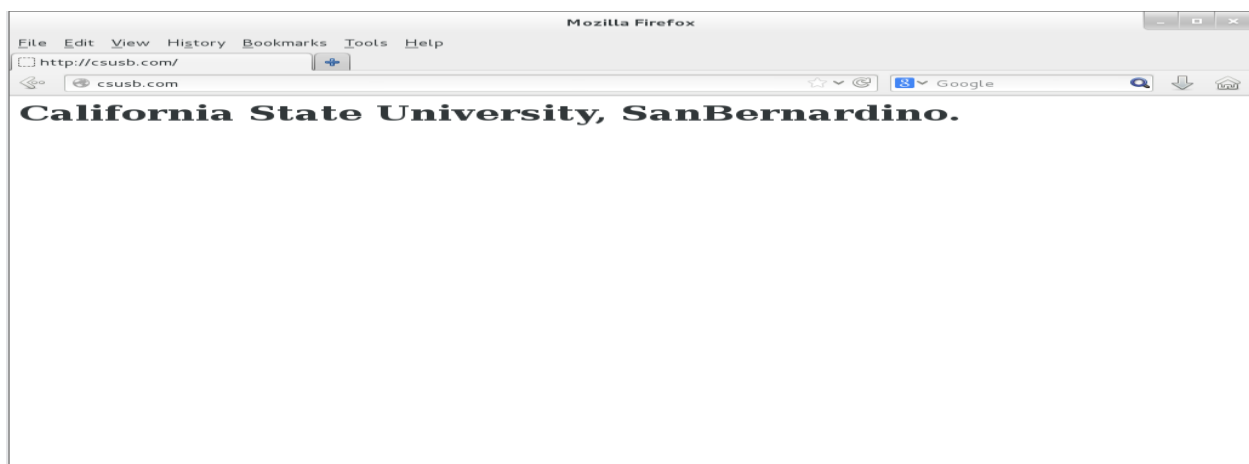 Mozilla Firefox
File Edit View History Bookmarks Tools Help
http://csusb.com/
csusb.com 8 Google
California State University, SanBernardino.